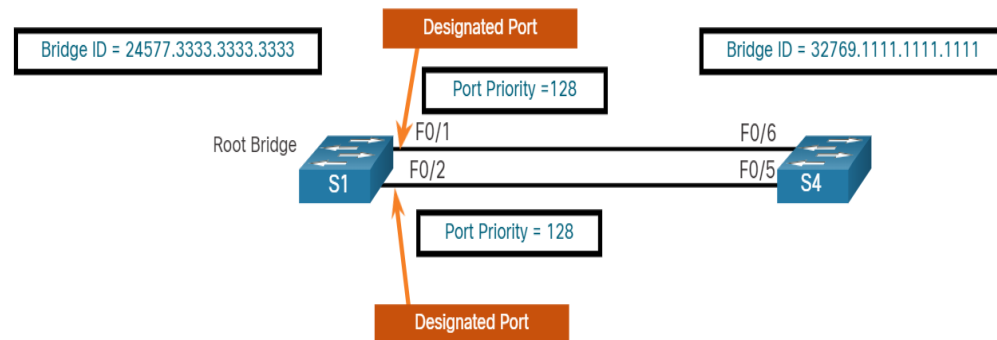 Designated Port
Bridge ID = 24577.3333.3333.3333
Bridge ID = 32769.1111.1111.1111
Port Priority =128
Root Bridge
F0/1
F0/6
F0/2
F0/5
S1
S4
Port Priority = 128
Designated Port